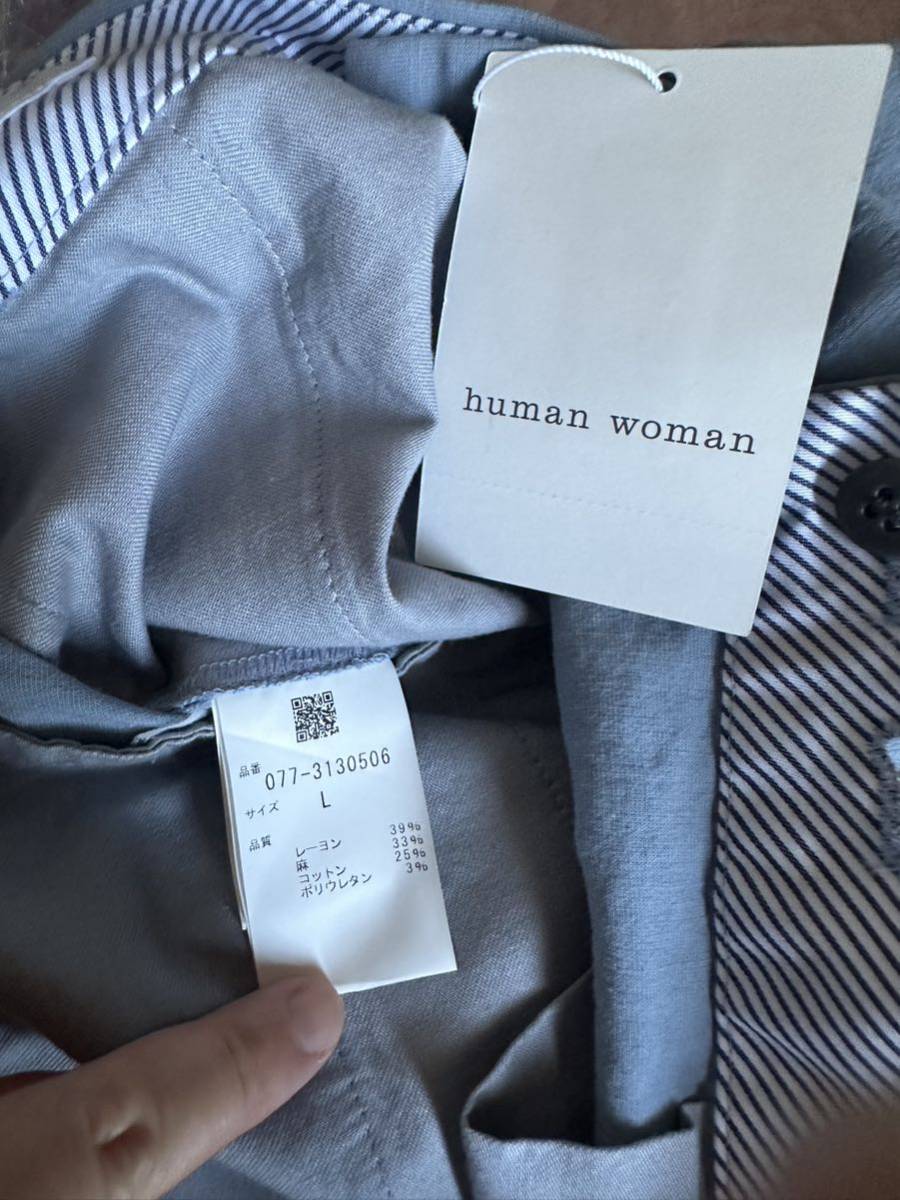 human woman
品番 077-3130506
サイズ L
品質 レーヨン 39%
麻 33%
コットン 25%
ポリウレタン 3%